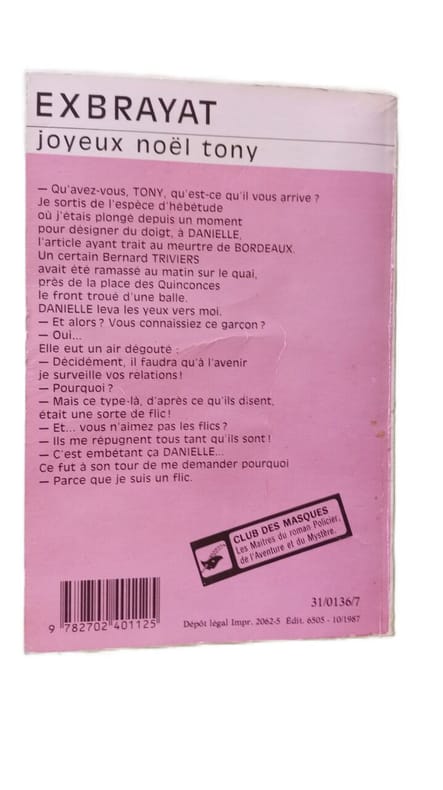 EXBRAYAT
joyeux noël tony
— Qu'avez-vous, TONY, qu'est-ce qu'il vous arrive ?
Je sortis de l'espèce d'hébétude
où j'étais plongé depuis un moment
pour désigner du doigt, à DANIELLE,
l'article ayant trait au meurtre de BORDEAUX.
Un certain Bernard TRIVIERS
avait été ramassé au matin sur le quai,
près de la place des Quinconces
le front troué d'une balle.
DANIELLE leva les yeux vers moi.
— Et alors ? Vous connaissiez ce garçon ?
— Oui...
Elle eut un air dégouté :
— Décidément, il faudra qu'à l'avenir
je surveille vos relations !
— Pourquoi ?
— Mais ce type-là, d'après ce qu'ils disent,
était une sorte de flic !
— Et... vous n'aimez pas les flics ?
— Ils me répugnent tous tant qu'ils sont !
— C'est embêtant ça DANIELLE...
Ce fut à son tour de me demander pourquoi
— Parce que je suis un flic.
CLUB DES MASQUES
Les Maîtres du roman Policier,
de l'Aventure et du Mystère.
31/0136/7
9 782702 401125
Dépôt légal Impr. 2062-5 Édit. 6505 - 10/1987